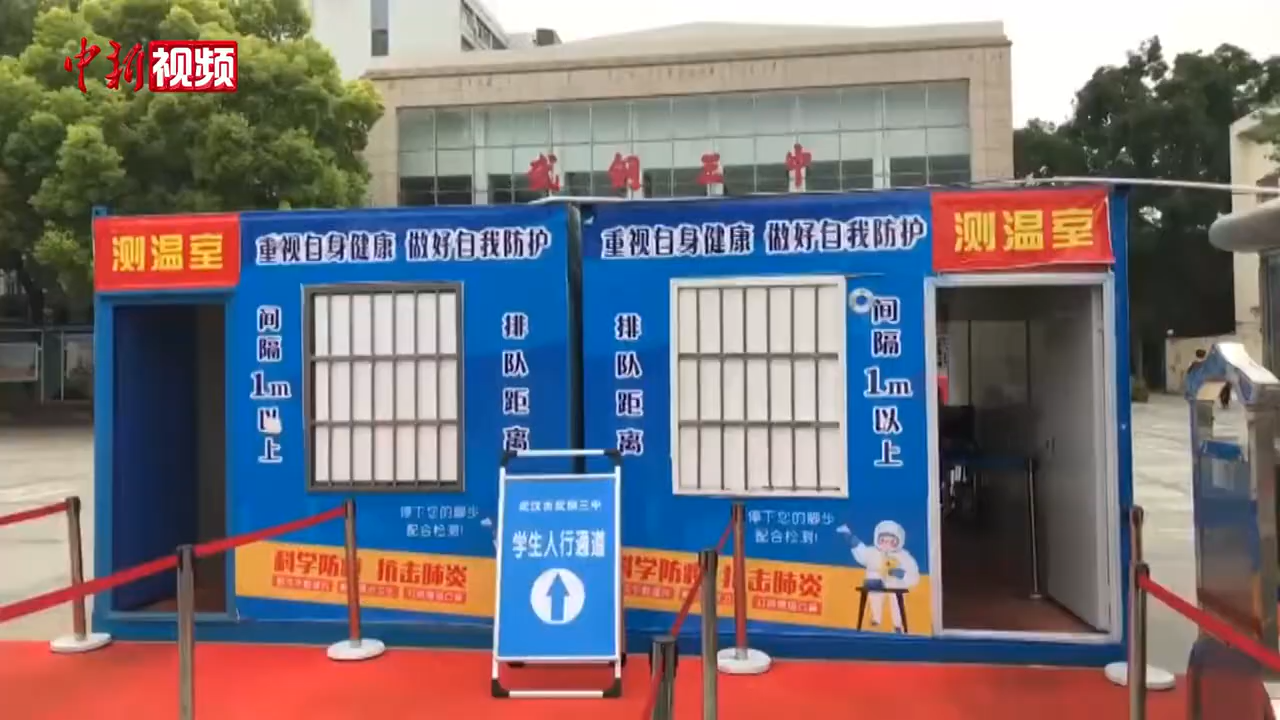 中新视频
武钢三中
测温室
重视自身健康 做好自我防护
重视自身健康 做好自我防护
测温室
间隔1m以上
排队距离
排队距离
间隔1m以上
武汉市武钢三中
学生人行通道
停下您的脚步
配合检测!
停下您的脚步
配合检测!
科学防 抗击肺炎
科学防 抗击肺炎